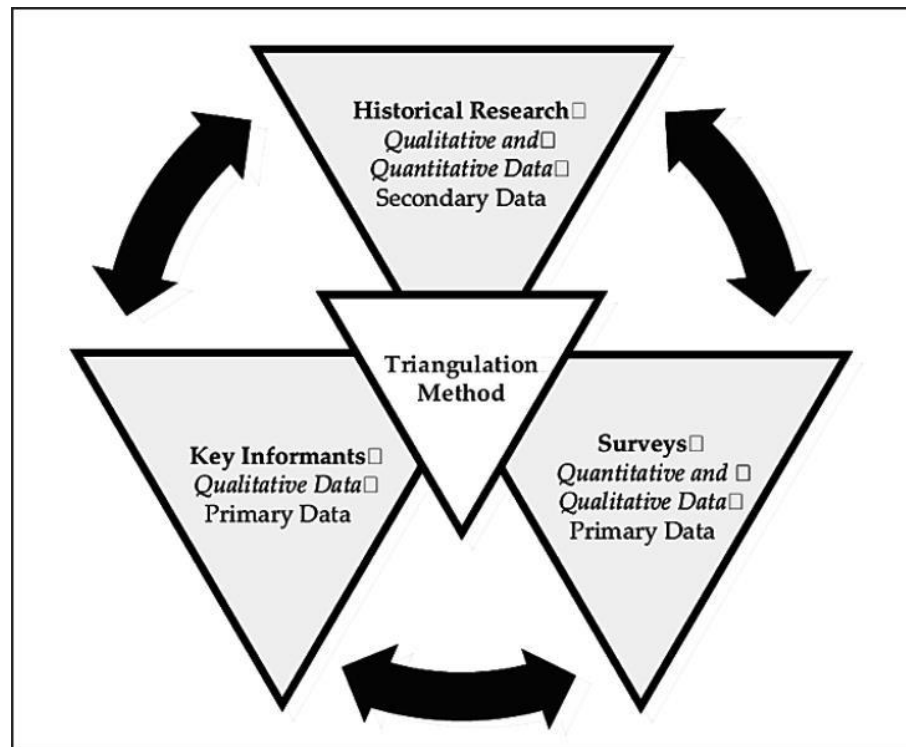 Historical Research□
Qualitative and□
Quantitative Data□
Secondary Data
Triangulation
Method
Key Informants□
Qualitative Data□
Primary Data
Surveys□
Quantitative and □
Qualitative Data□
Primary Data